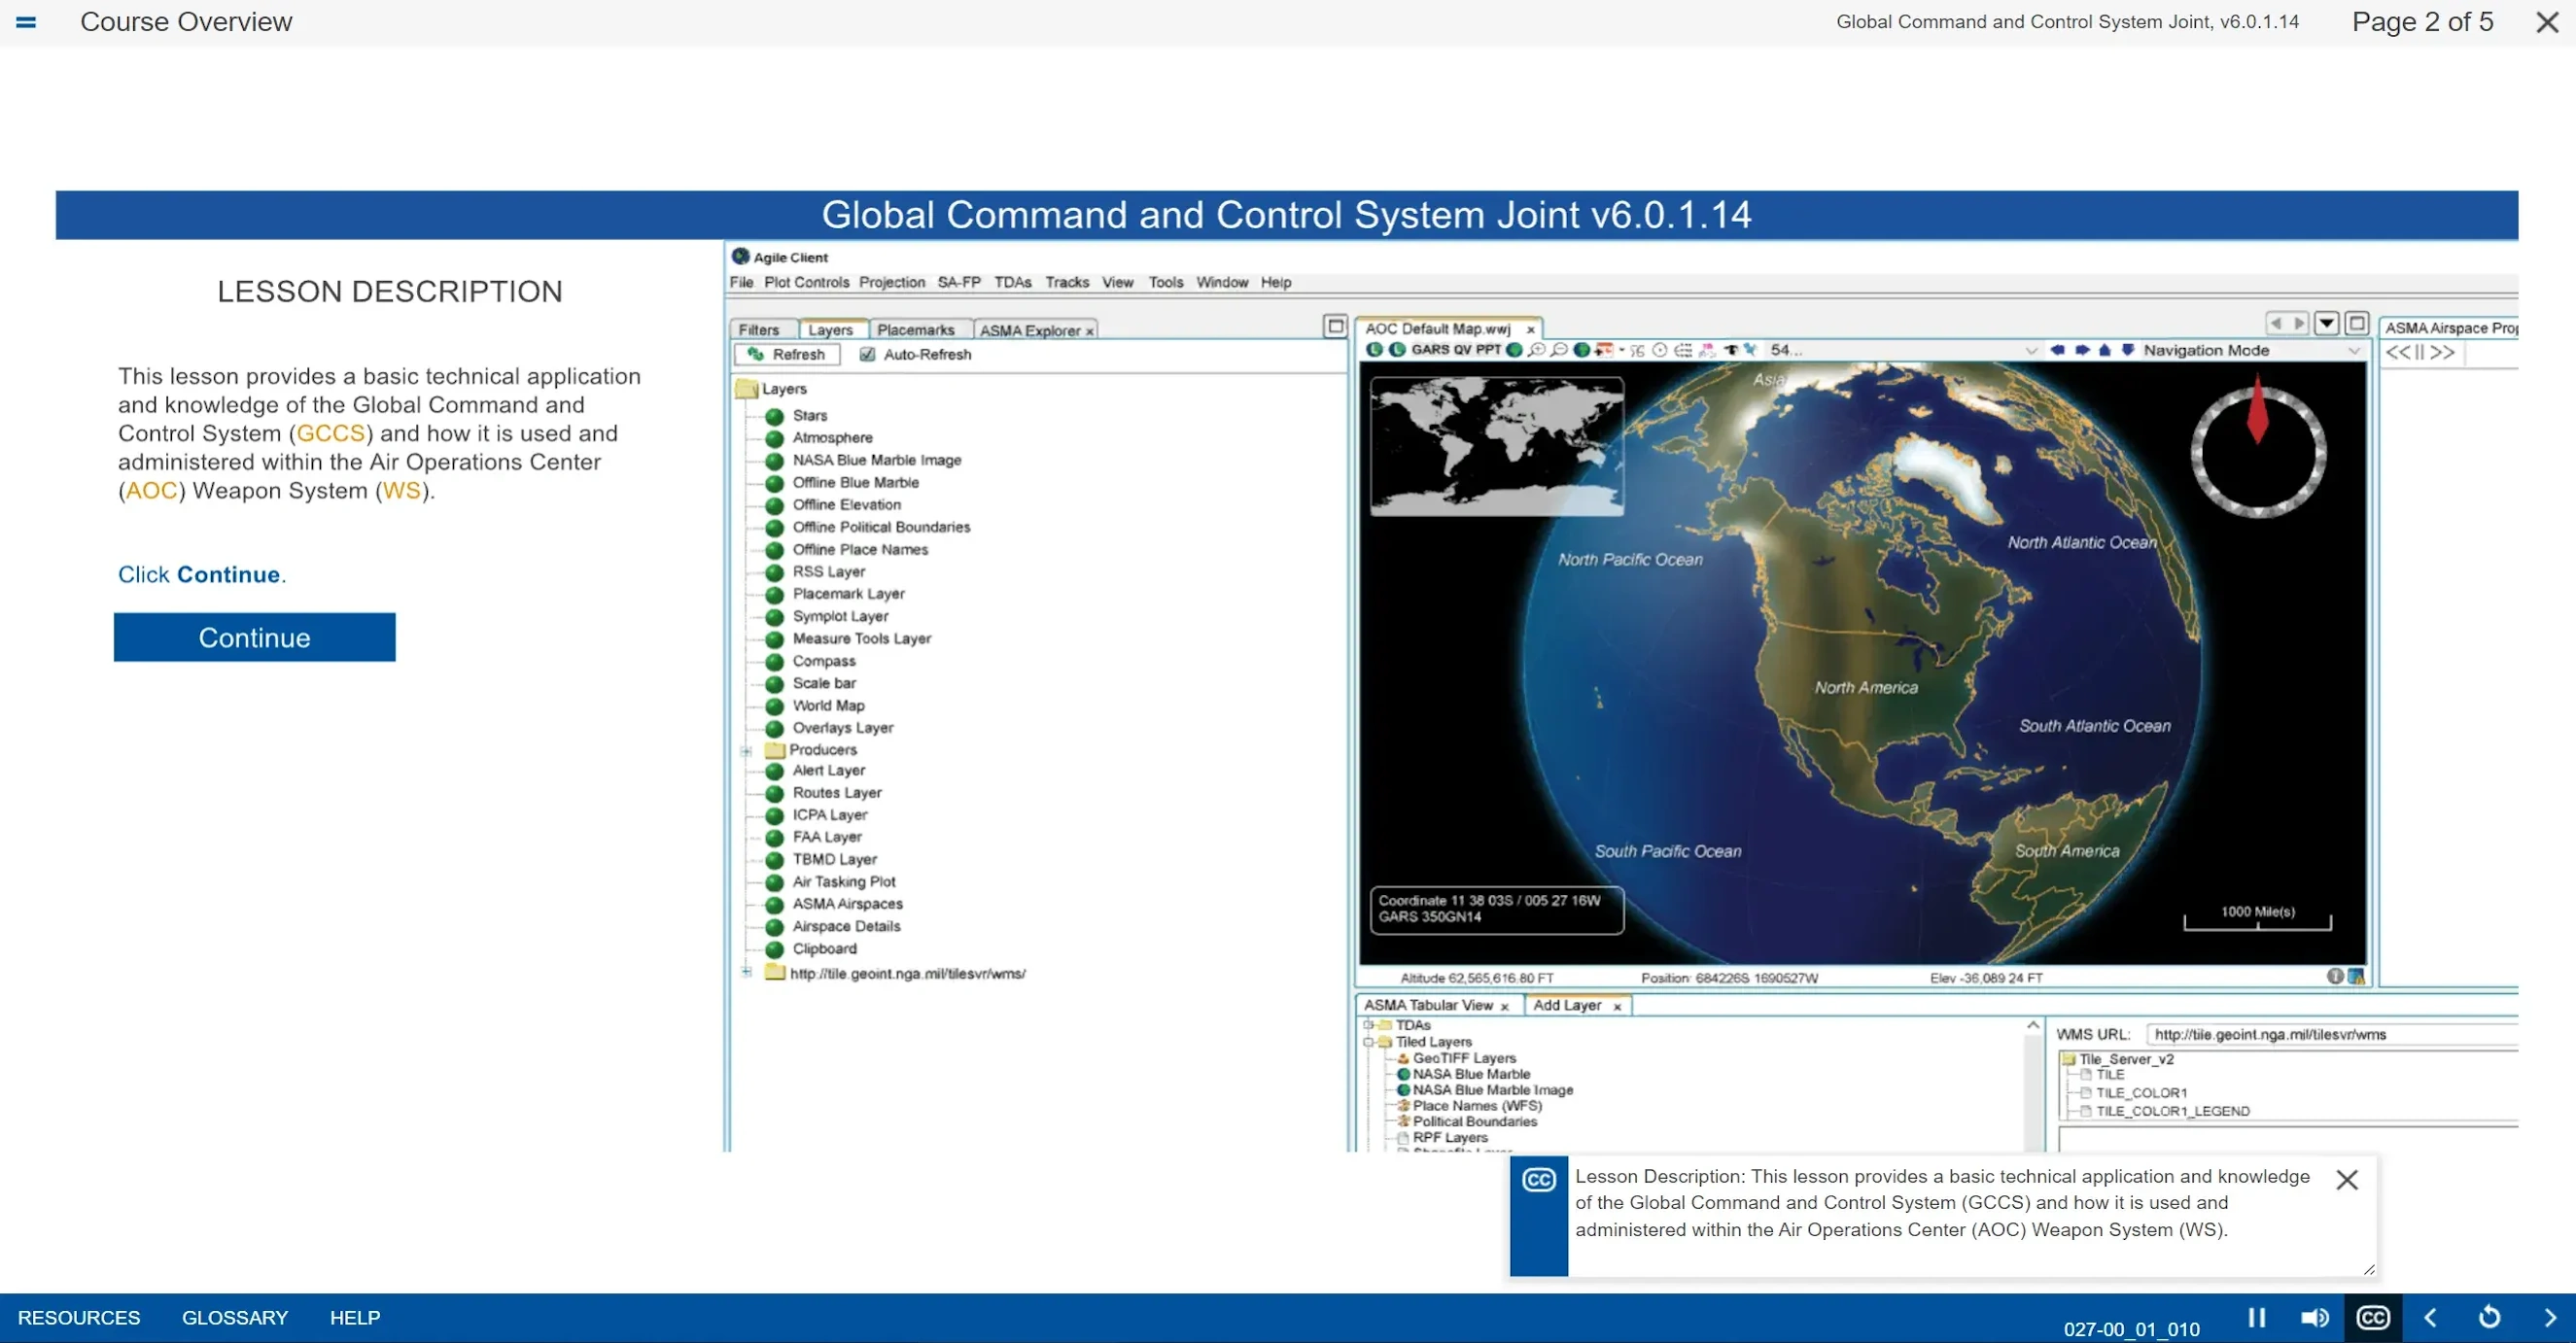 Course Overview
Global Command and Control System Joint, v6.0.1.14
Page 2 of 5
Global Command and Control System Joint v6.0.1.14
LESSON DESCRIPTION
This lesson provides a basic technical application
and knowledge of the Global Command and
Control System (GCCS) and how it is used and
administered within the Air Operations Center
(AOC) Weapon System (WS).
Click Continue.
Continue
Agile Client
File Plot Controls Projection SA-FP TDAs Tracks View Tools Window Help
Filters Layers Placemarks ASMA Explorer x
Refresh Auto-Refresh
Layers
Stars
Atmosphere
NASA Blue Marble Image
Offline Blue Marble
Offline Elevation
Offline Political Boundaries
Offline Place Names
RSS Layer
Placemark Layer
Symplot Layer
Measure Tools Layer
Compass
Scale bar
World Map
Overlays Layer
Producers
Alert Layer
Routes Layer
ICPA Layer
FAA Layer
TBMD Layer
Air Tasking Plot
ASMA Airspaces
Airspace Details
Clipboard
http://tile.geoint.nga.mil/tilesvr/wms/
AOC Default Map.wwj x
GARS QV PPT 54... Navigation Mode
Asia
North Pacific Ocean
North Atlantic Ocean
North America
South Atlantic Ocean
South Pacific Ocean
South America
Coordinate 11 38 03S / 005 27 16W
GARS 350GN14
1000 Mile(s)
Altitude 62,565,616.80 FT Position: 684226S 1690527W Elev -36,089.24 FT
ASMA Airspace Prop
<< || >>
ASMA Tabular View x Add Layer x
TDAs
Tiled Layers
GeoTIFF Layers
NASA Blue Marble
NASA Blue Marble Image
Place Names (WFS)
Political Boundaries
RPF Layers
WMS URL: http://tile.geoint.nga.mil/tilesvr/wms
Tile_Server_v2
TILE
TILE_COLOR1
TILE_COLOR1_LEGEND
CC
Lesson Description: This lesson provides a basic technical application and knowledge
of the Global Command and Control System (GCCS) and how it is used and
administered within the Air Operations Center (AOC) Weapon System (WS).
RESOURCES GLOSSARY HELP
027-00_01_010
CC